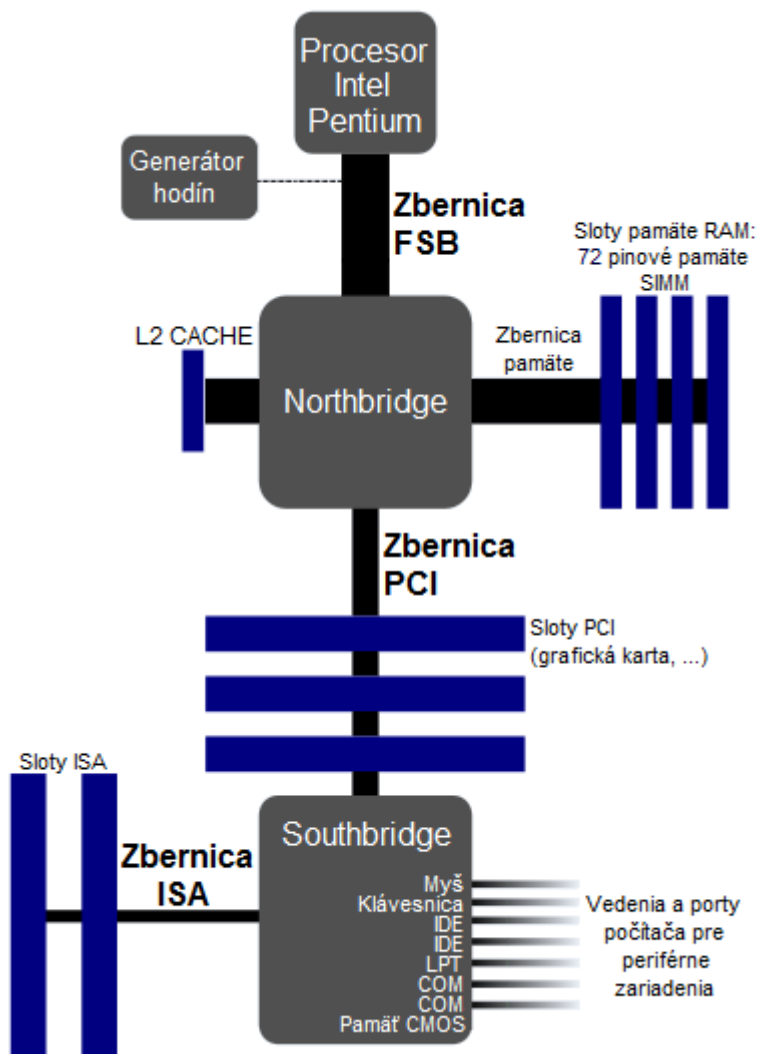 Procesor
Intel
Pentium
Generátor
hodín
Zbernica
FSB
Sloty pamäte RAM:
72 pinové pamäte
SIMM
L2 CACHE
Zbernica
pamäte
Northbridge
Zbernica
PCI
Sloty PCI
(grafická karta, ...)
Sloty ISA
Zbernica
ISA
Southbridge
Myš
Klávesnica
IDE
IDE
LPT
COM
COM
Pamäť CMOS
Vedenia a porty
počítača pre
periférne
zariadenia